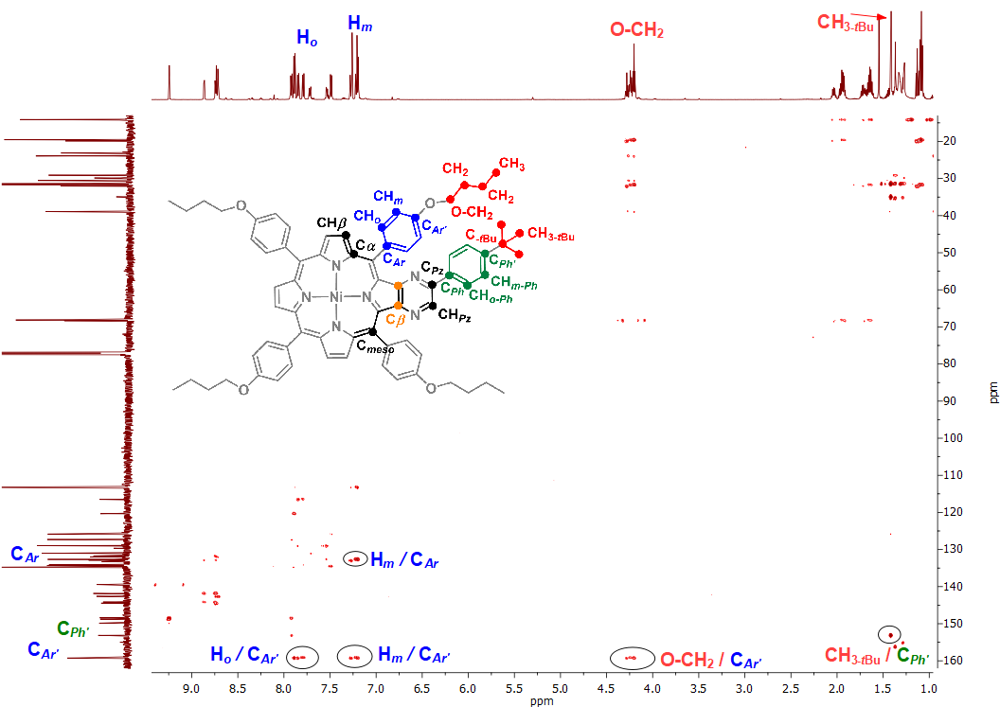 Ho
Hm
O-CH2
CH3-tBu
CH2
CH3
CHm
O
CH2
O-CH2
CHo
CAr'
C-tBu
CH3-tBu
O
CHβ
Cα
CAr
CPh'
N
N
CPz
CPh
CHm-Ph
CHo-Ph
N
Ni
N
N
N
Cβ
CHPz
Cmeso
O
O
20
30
40
50
60
70
80
90
100
110
120
130
140
150
160
ppm
CAr
Hm / CAr
CPh'
CAr'
Ho / CAr'
Hm / CAr'
O-CH2 / CAr'
CH3-tBu / CPh'
9.0 8.5 8.0 7.5 7.0 6.5 6.0 5.5 5.0 4.5 4.0 3.5 3.0 2.5 2.0 1.5 1.0
ppm